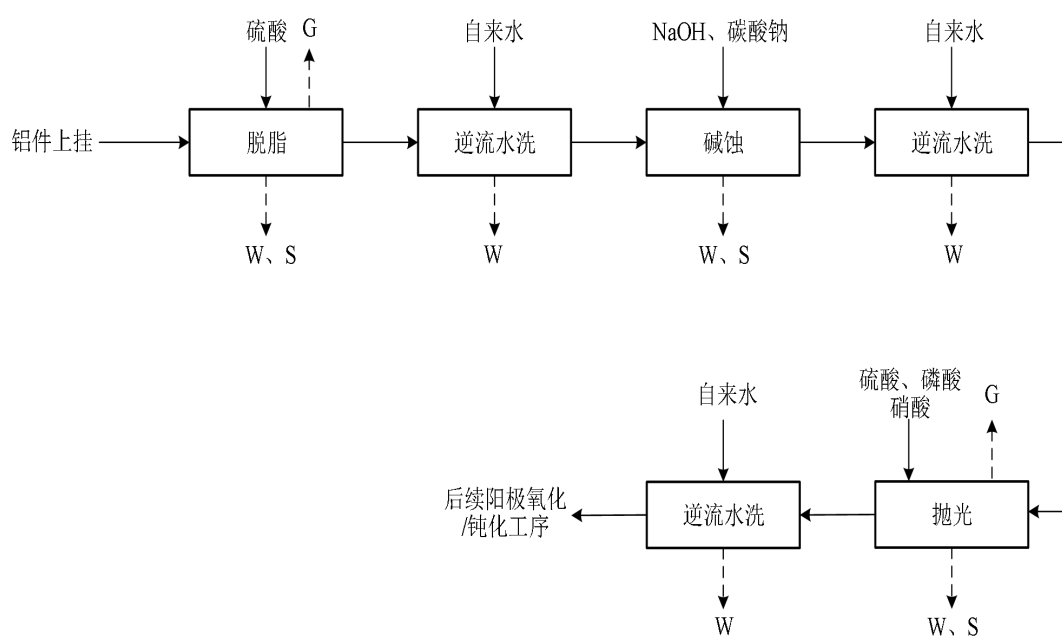 硫酸 G
自来水
NaOH、碳酸钠
自来水
铝件上挂
脱脂
逆流水洗
碱蚀
逆流水洗
W、S
W
W、S
W
自来水
硫酸、磷酸
硝酸
G
后续阳极氧化
/钝化工序
逆流水洗
抛光
W
W、S